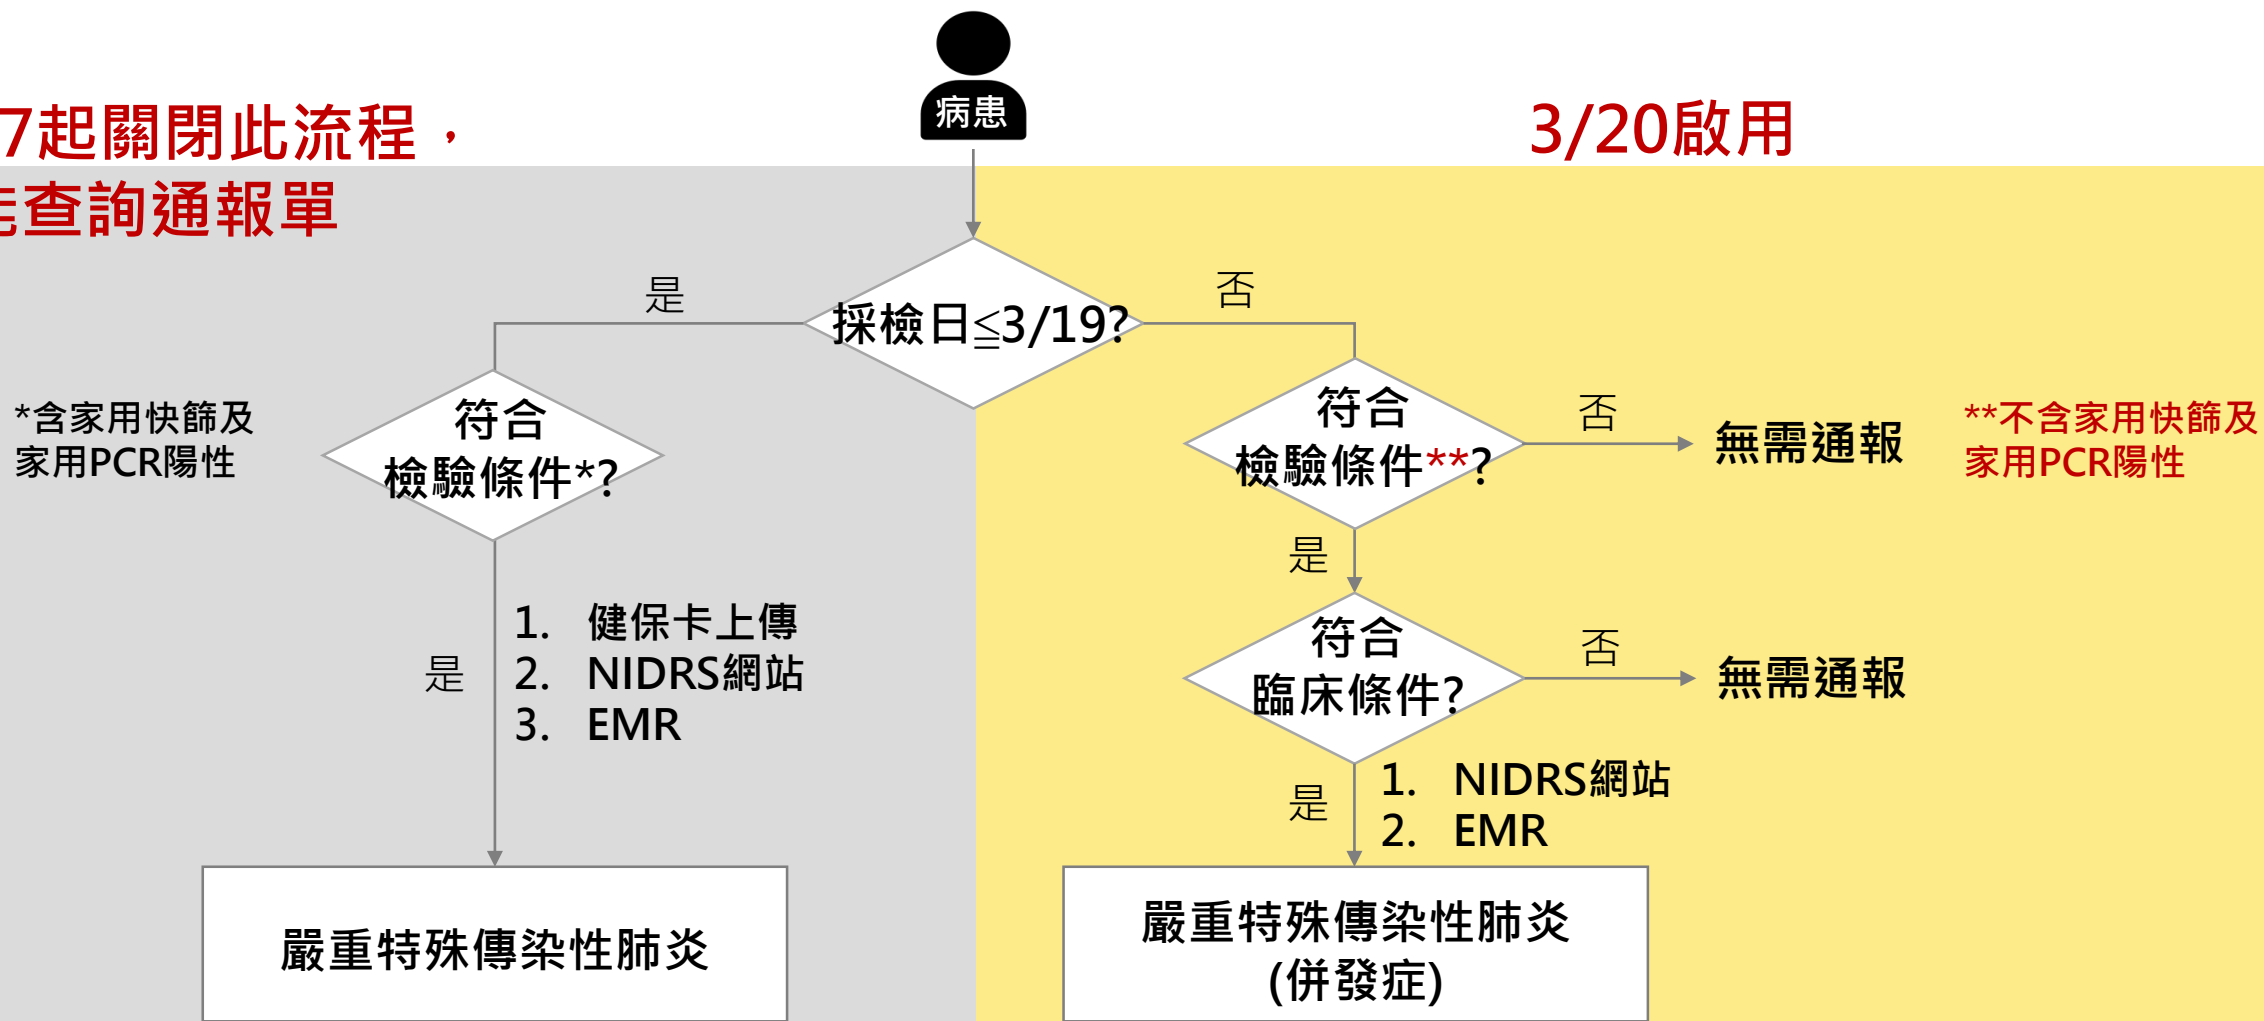 病患
7起關閉此流程，
查詢通報單
3/20啟用
是
否
採檢日≦3/19?
*含家用快篩及
家用PCR陽性
符合
檢驗條件*?
符合
檢驗條件**?
否
無需通報
**不含家用快篩及
家用PCR陽性
是
1. 健保卡上傳
2. NIDRS網站
3. EMR
是
符合
臨床條件?
否
無需通報
是
1. NIDRS網站
2. EMR
嚴重特殊傳染性肺炎
嚴重特殊傳染性肺炎
(併發症)